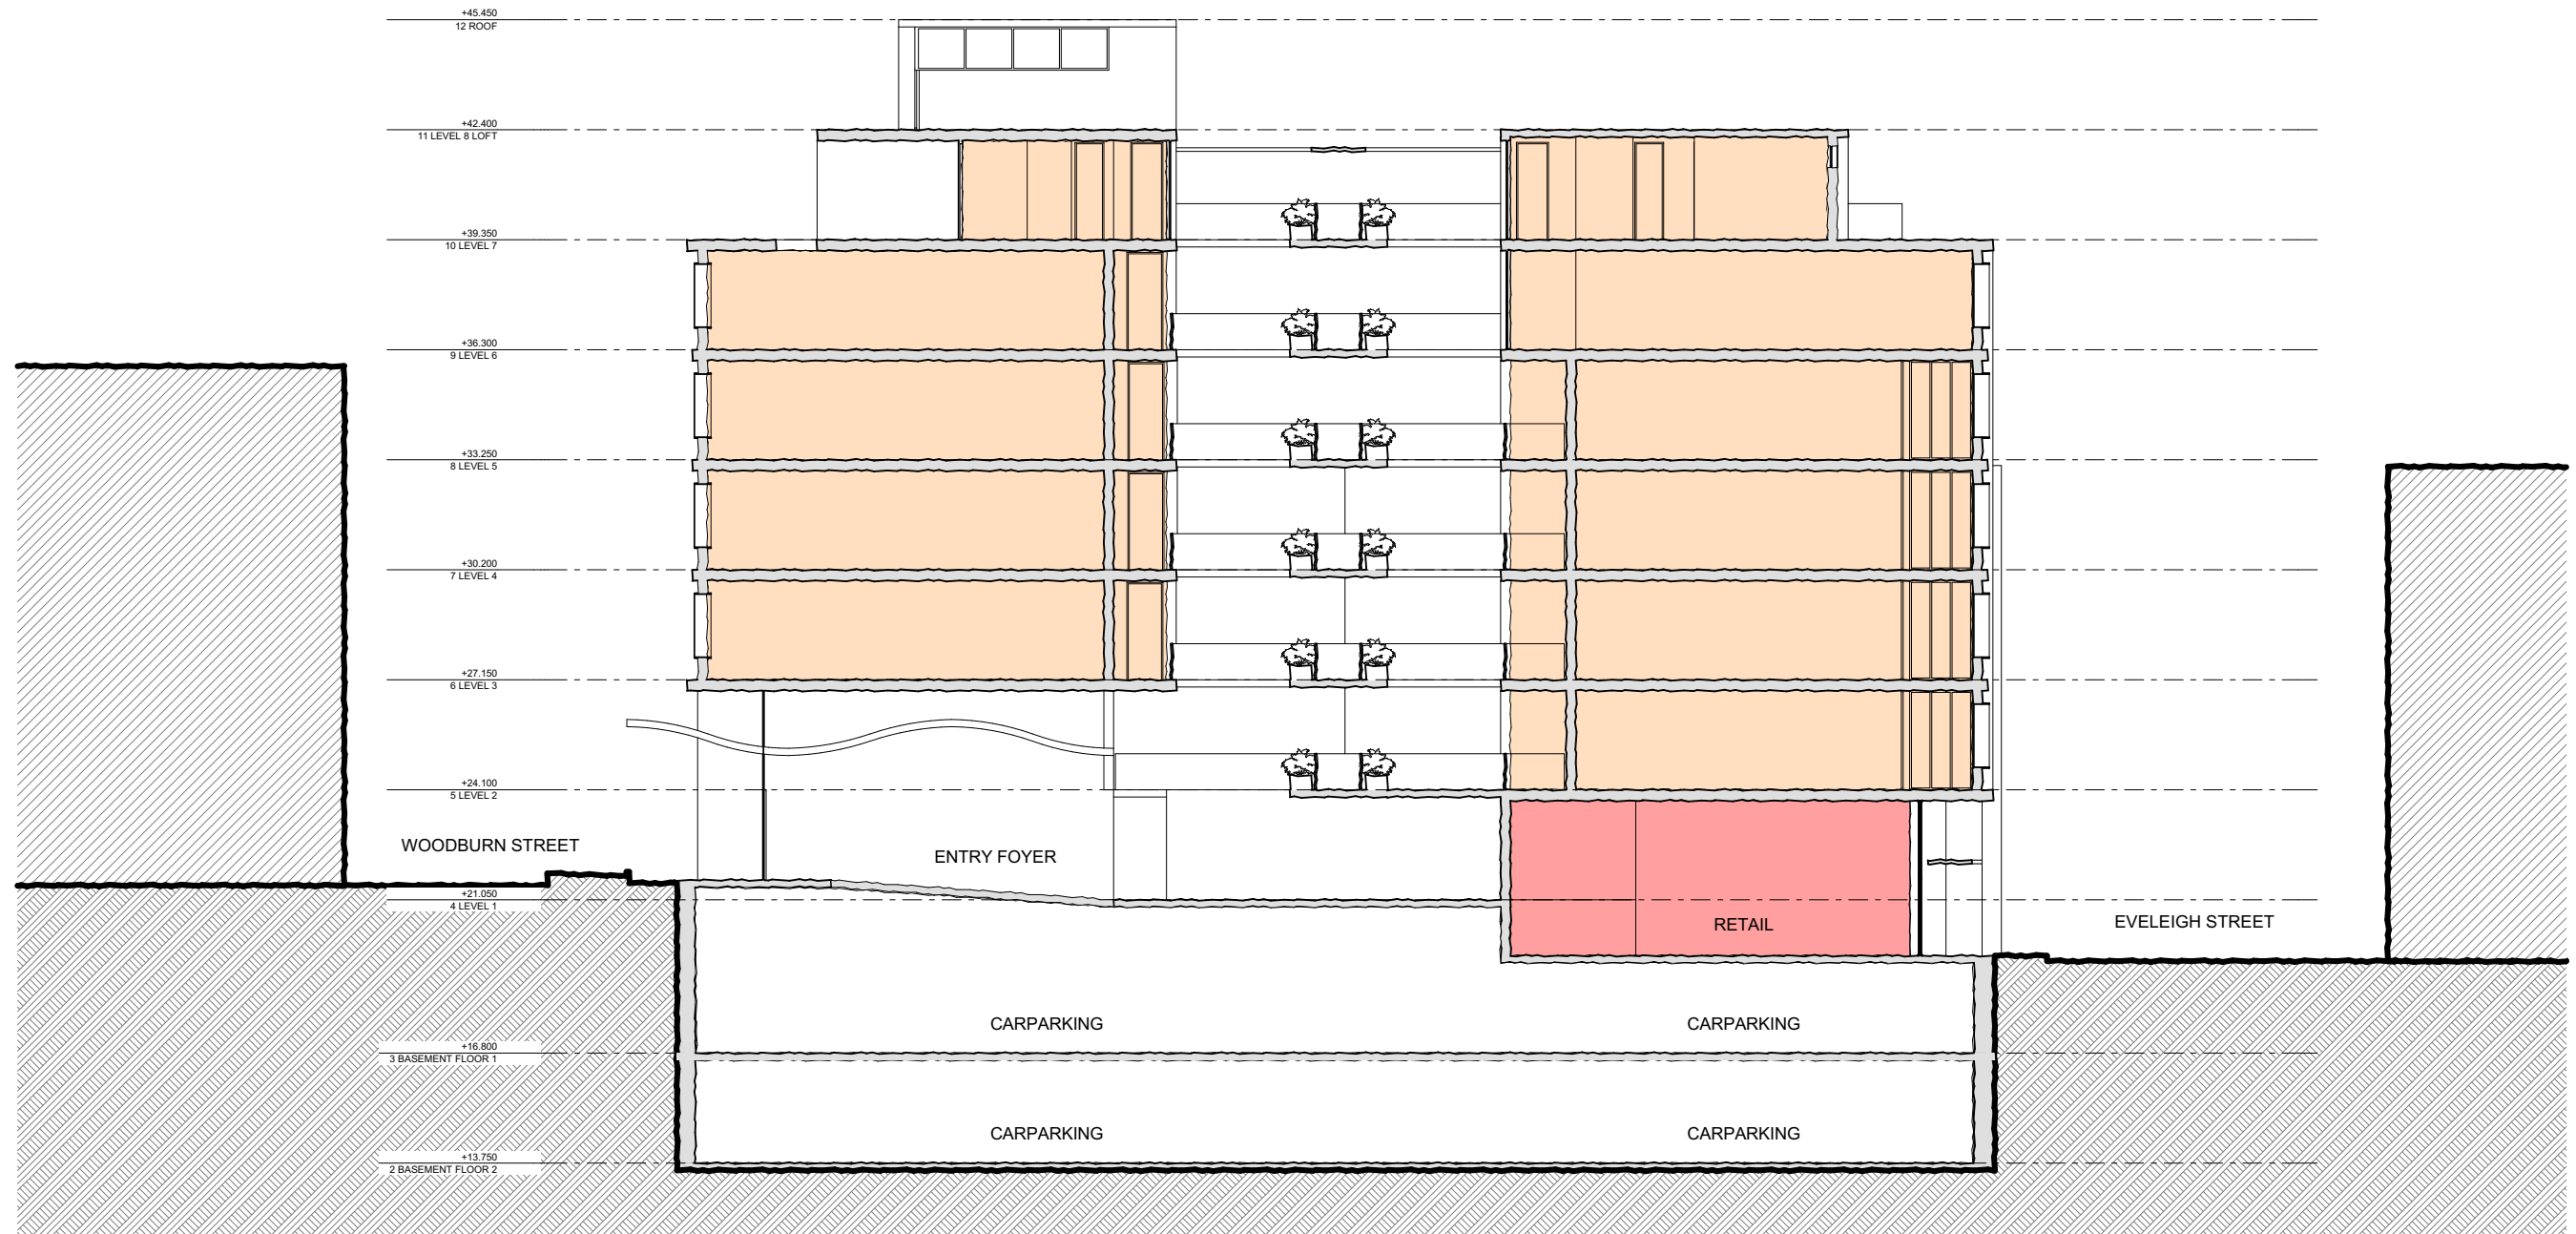 +45.450
12 ROOF
+42.400
11 LEVEL 8 LOFT
+39.350
10 LEVEL 7
+36.300
9 LEVEL 6
+33.250
8 LEVEL 5
+30.200
7 LEVEL 4
+27.150
6 LEVEL 3
+24.100
5 LEVEL 2
WOODBURN STREET
ENTRY FOYER
+21.050
4 LEVEL 1
RETAIL
EVELEIGH STREET
CARPARKING
CARPARKING
+16.800
3 BASEMENT FLOOR 1
CARPARKING
CARPARKING
+13.750
2 BASEMENT FLOOR 2